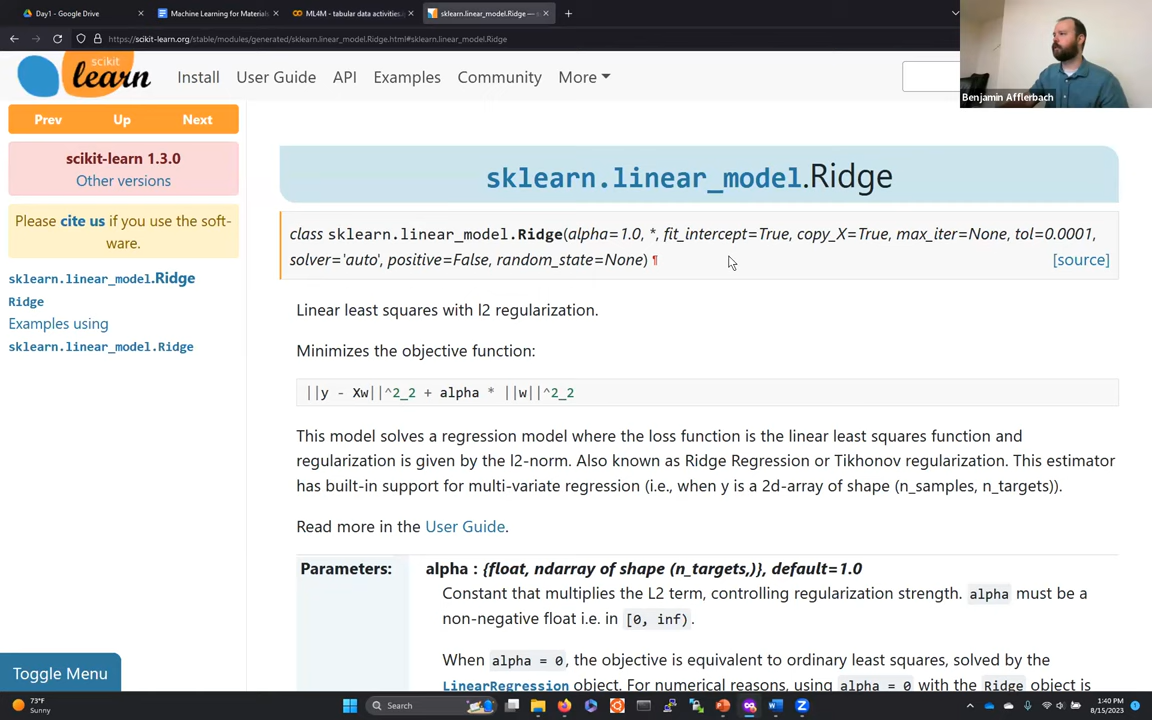 Day1 - Google Drive
Machine Learning for Material
ML4M - tabular data activities.
sklearn.linear_model.Ridge —
https://scikit-learn.org/stable/modules/generated/sklearn.linear_model.Ridge.html#sklearn.linear_model.Ridge
scikit
learn
Install
User Guide
API
Examples
Community
More
Benjamin Afflerbach
Prev
Up
Next
scikit-learn 1.3.0
Other versions
Please cite us if you use the soft-
ware.
sklearn.linear_model.Ridge
Ridge
Examples using
sklearn.linear_model.Ridge
Toggle Menu
sklearn.linear_model.Ridge
class sklearn.linear_model.Ridge(alpha=1.0, *, fit_intercept=True, copy_X=True, max_iter=None, tol=0.0001,
solver='auto', positive=False, random_state=None) ¶
[source]
Linear least squares with l2 regularization.
Minimizes the objective function:
||y - Xw||^2_2 + alpha * ||w||^2_2
This model solves a regression model where the loss function is the linear least squares function and
regularization is given by the l2-norm. Also known as Ridge Regression or Tikhonov regularization. This estimator
has built-in support for multi-variate regression (i.e., when y is a 2d-array of shape (n_samples, n_targets)).
Read more in the User Guide.
Parameters:
alpha : {float, ndarray of shape (n_targets,)}, default=1.0
Constant that multiplies the L2 term, controlling regularization strength. alpha must be a
non-negative float i.e. in [0, inf).
When alpha = 0, the objective is equivalent to ordinary least squares, solved by the
LinearRegression object. For numerical reasons, using alpha = 0 with the Ridge object is
73°F
Sunny
Search
1:40 PM
8/15/2023